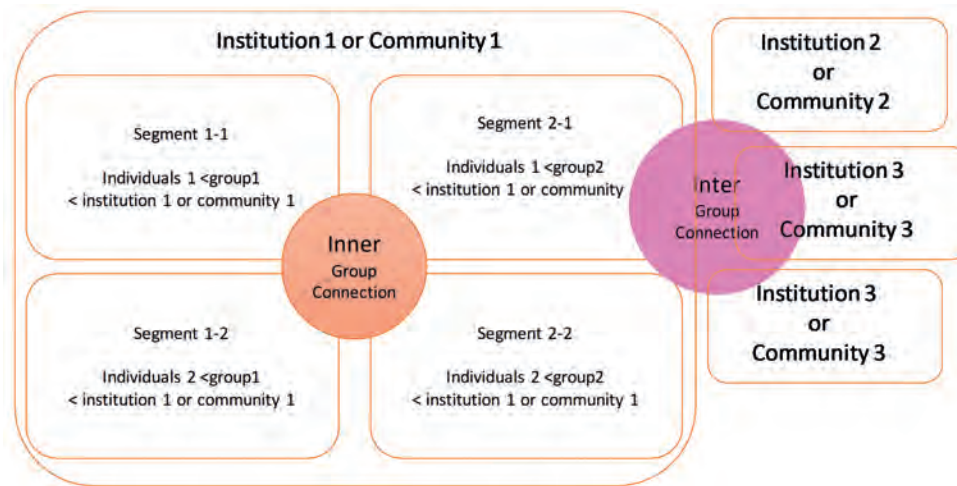 Institution 1 or Community 1
Segment 1-1
Individuals 1 <group1
< institution 1 or community 1
Segment 2-1
Individuals 1 <group2
< institution 1 or community
Inner
Group
Connection
Segment 1-2
Individuals 2 <group1
< institution 1 or community 1
Segment 2-2
Individuals 2 <group2
< institution 1 or community 1
Inter
Group
Connection
Institution 2
or
Community 2
Institution 3
or
Community 3
Institution 3
or
Community 3